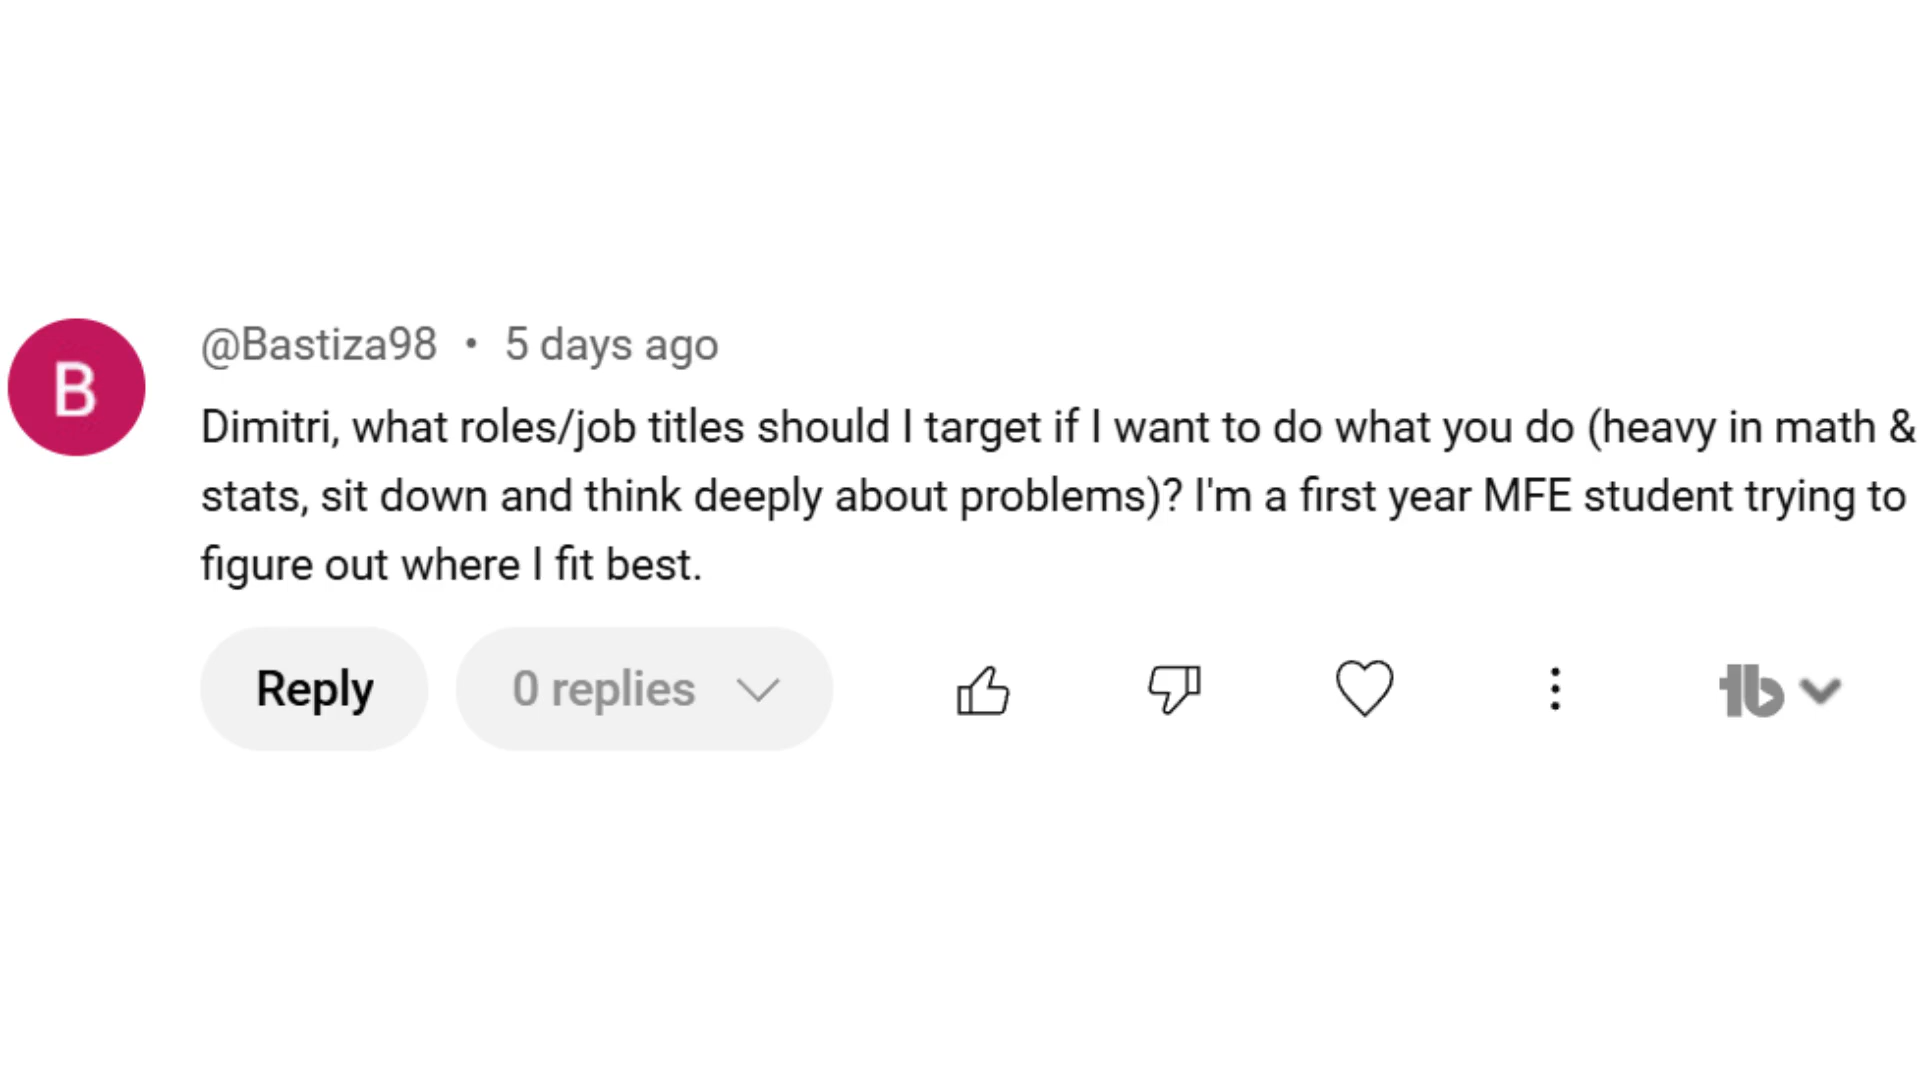 B
@Bastiza98 • 5 days ago
Dimitri, what roles/job titles should I target if I want to do what you do (heavy in math &
stats, sit down and think deeply about problems)? I'm a first year MFE student trying to
figure out where I fit best.
Reply 0 replies tb